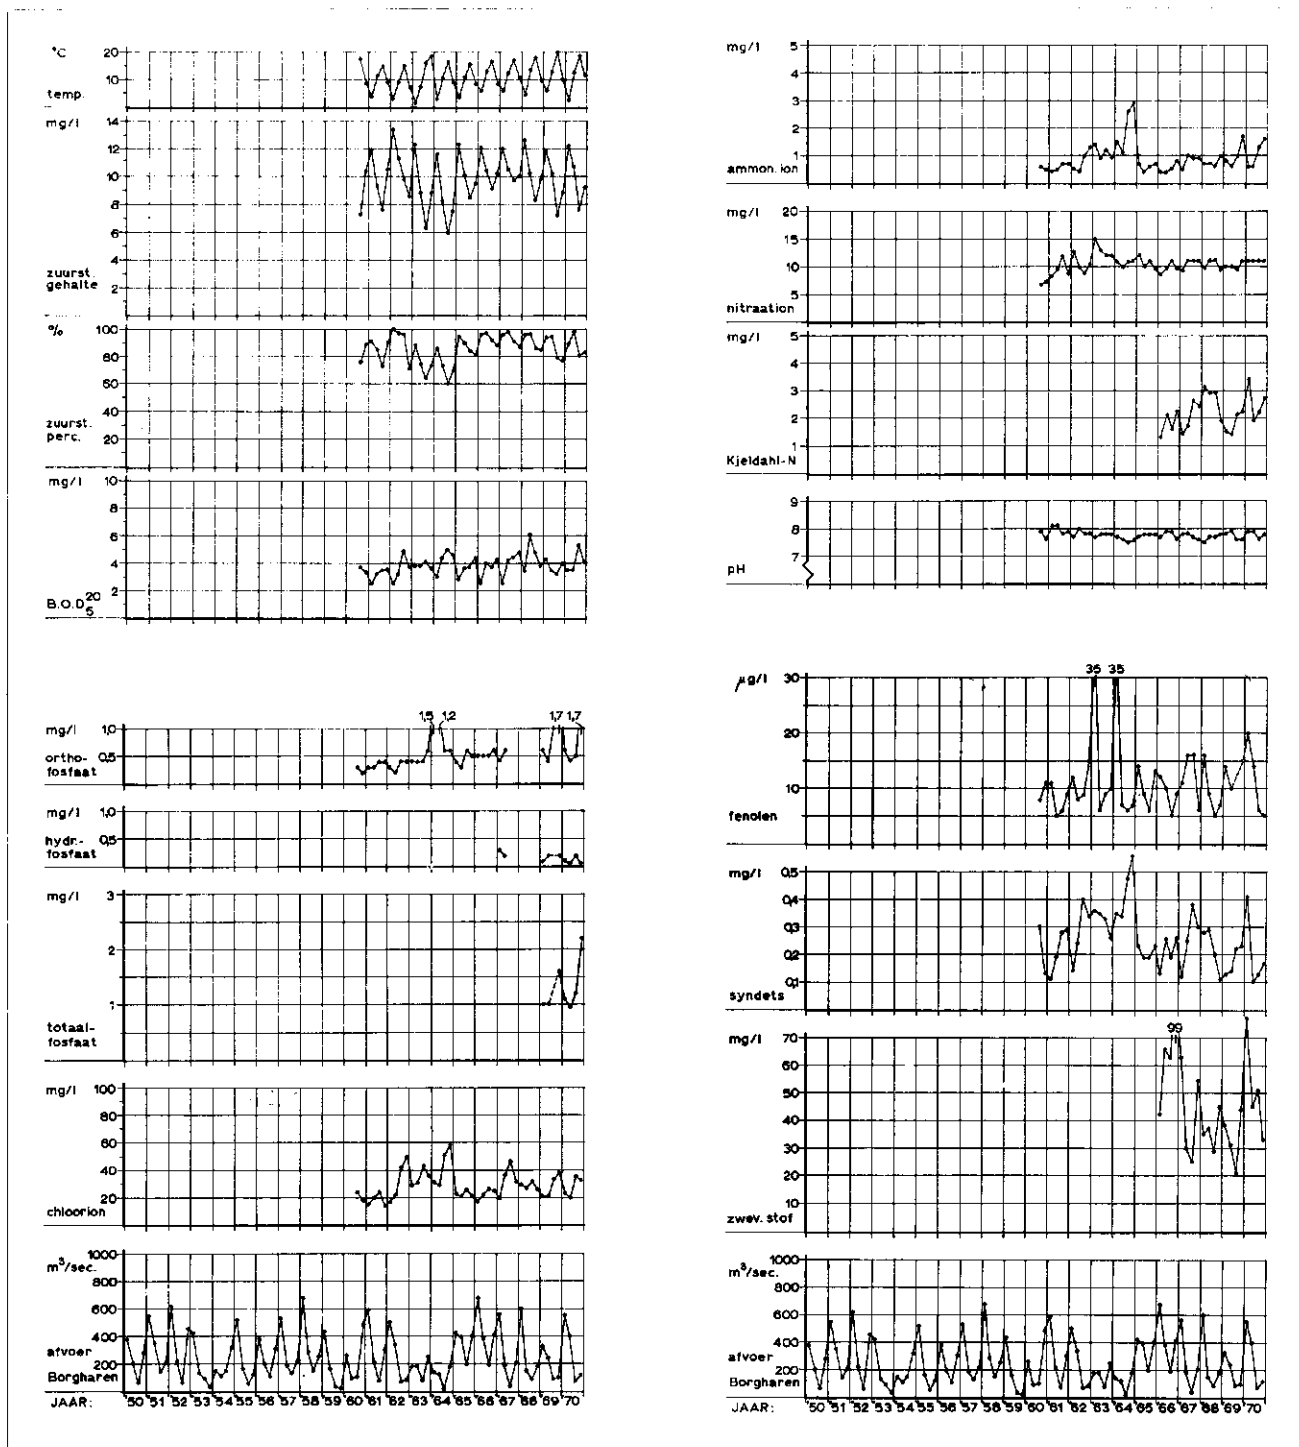 °C 20
10
temp.
mg/l 14
12
10
8
6
4
zuurst.
gehalte 2
% 100
80
60
40
zuurst.
perc. 20
mg/l 10
8
6
4
2
B.O.D 20 5
mg/l 1,0 1,5 1,2 1,7 1,7
ortho- 0,5
fosfaat
mg/l 1,0
hydr.- 0,5
fosfaat
mg/l 3
2
1
totaal-
fosfaat
mg/l 100
80
60
40
20
chloorion
1000
m³/sec. 800
600
400
afvoer
Borgharen 200
JAAR: '50 '51 '52 '53 '54 '55 '56 '57 '58 '59 '60 '61 '62 '63 '64 '65 '66 '67 '68 '69 '70
mg/l 5
4
3
2
1
ammon. ion
mg/l 20
15
10
5
nitraation
mg/l 5
4
3
2
1
Kjeldahl-N
9
8
7
pH
35 35
µg/l 30
20
10
fenolen
mg/l 0,5
0,4
0,3
0,2
0,1
syndets
99
mg/l 70
60
50
40
30
20
10
zwev. stof
1000
m³/sec. 800
600
400
afvoer
Borgharen 200
JAAR: '50 '51 '52 '53 '54 '55 '56 '57 '58 '59 '60 '61 '62 '63 '64 '65 '66 '67 '68 '69 '70